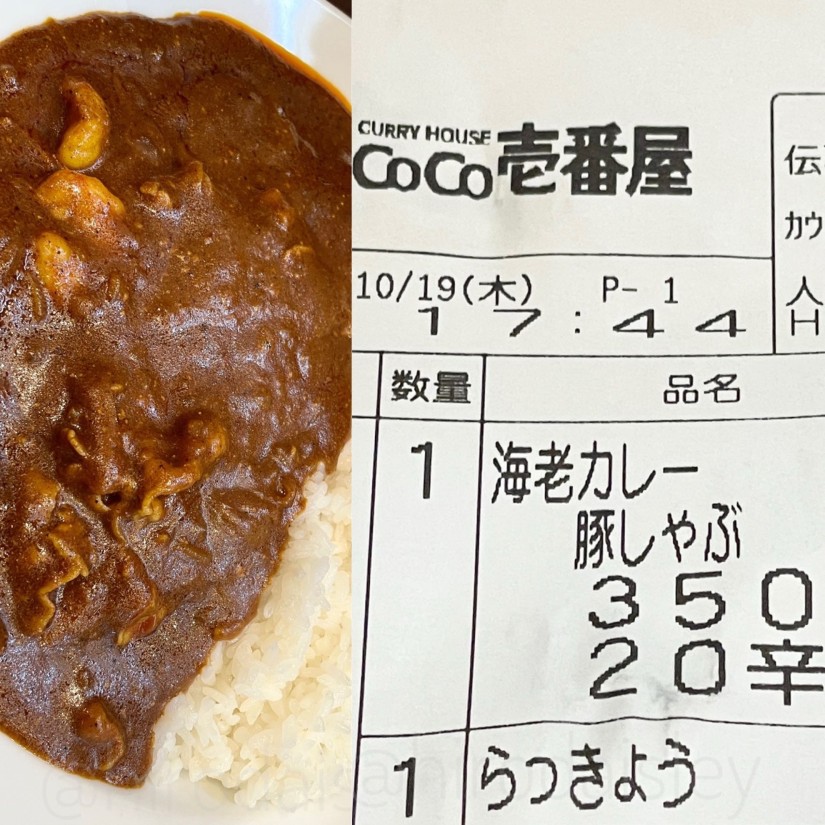 CURRY HOUSE
CoCo壱番屋
伝
カウ
10/19(木) P- 1
17:44
人
H
数量 品名
1 海老カレー
豚しゃぶ
350
20辛
1 らっきょう